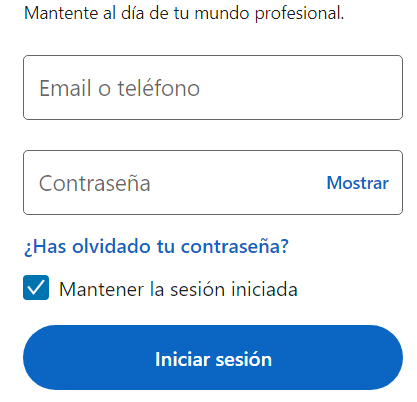 Mantente al día de tu mundo profesional.
Email o teléfono
Contraseña Mostrar
¿Has olvidado tu contraseña?
Mantener la sesión iniciada
Iniciar sesión